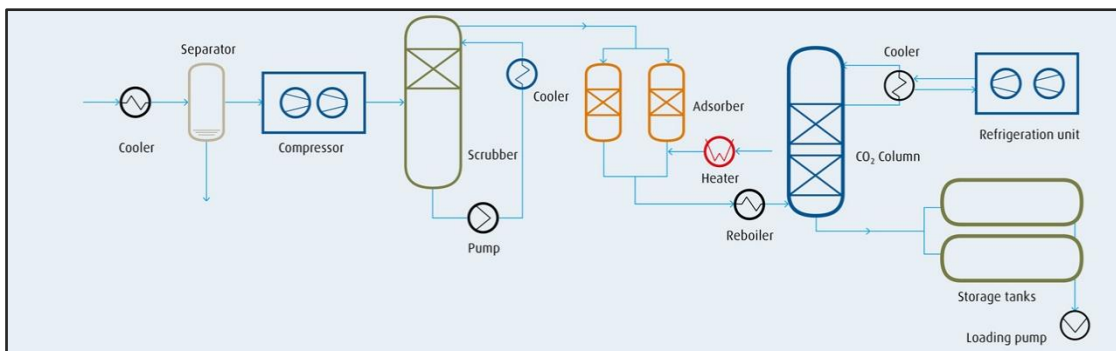 Separator
Cooler
Compressor
Scrubber
Cooler
Pump
Adsorber
Heater
Reboiler
CO₂ Column
Cooler
Refrigeration unit
Storage tanks
Loading pump